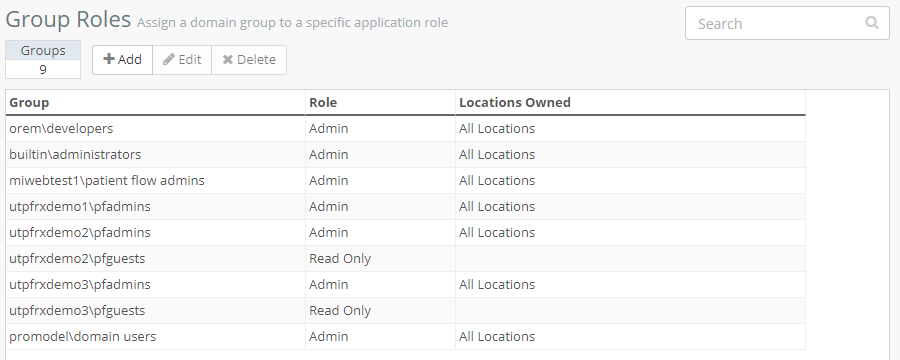 Group Roles Assign a domain group to a specific application role
Search
Groups
9
Add Edit Delete
Group Role Locations Owned
orem\developers Admin All Locations
builtin\administrators Admin All Locations
miwebtest1\patient flow admins Admin All Locations
utpfrxdemo1\pfadmins Admin All Locations
utpfrxdemo2\pfadmins Admin All Locations
utpfrxdemo2\pfguests Read Only
utpfrxdemo3\pfadmins Admin All Locations
utpfrxdemo3\pfguests Read Only
promodel\domain users Admin All Locations